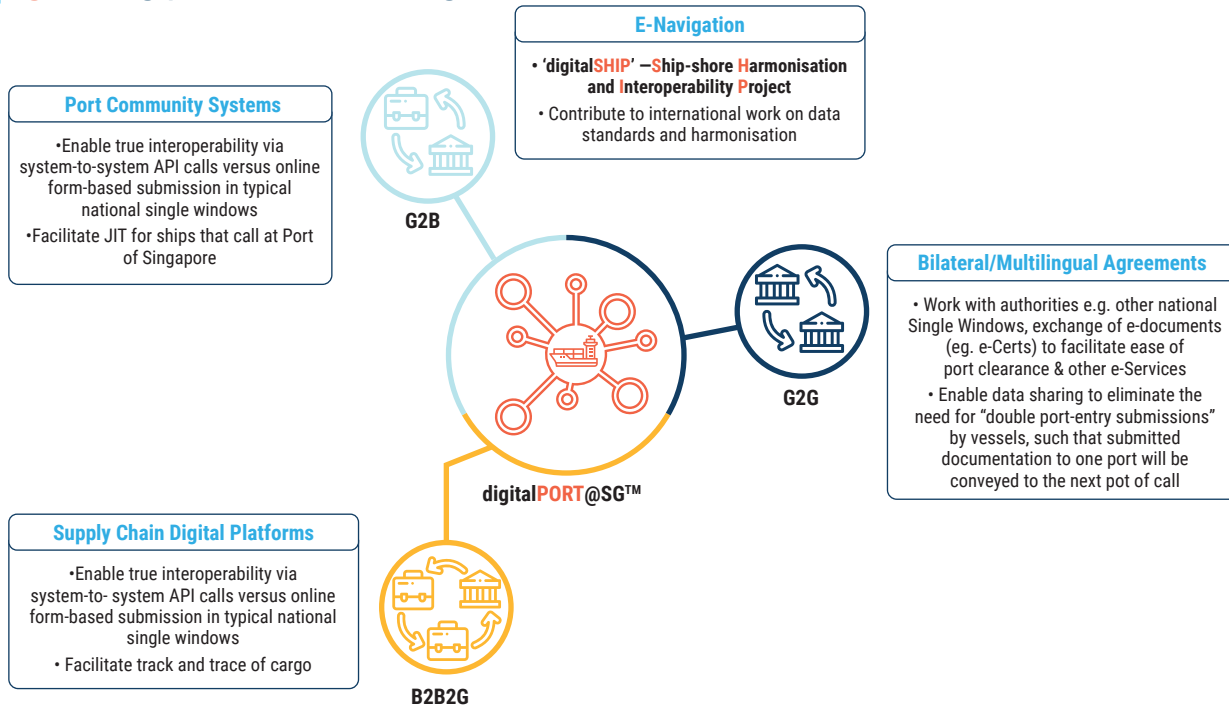 E-Navigation
• ‘digitalSHIP’ —Ship-shore Harmonisation
and Interoperability Project
• Contribute to international work on data
standards and harmonisation
Port Community Systems
•Enable true interoperability via
system-to-system API calls versus online
form-based submission in typical
national single windows
•Facilitate JIT for ships that call at Port
of Singapore
G2B
Bilateral/Multilingual Agreements
• Work with authorities e.g. other national
Single Windows, exchange of e-documents
(eg. e-Certs) to facilitate ease of
port clearance & other e-Services
• Enable data sharing to eliminate the
need for “double port-entry submissions”
by vessels, such that submitted
documentation to one port will be
conveyed to the next pot of call
G2G
digitalPORT@SG™
Supply Chain Digital Platforms
•Enable true interoperability via
system-to- system API calls versus online
form-based submission in typical national
single windows
• Facilitate track and trace of cargo
B2B2G